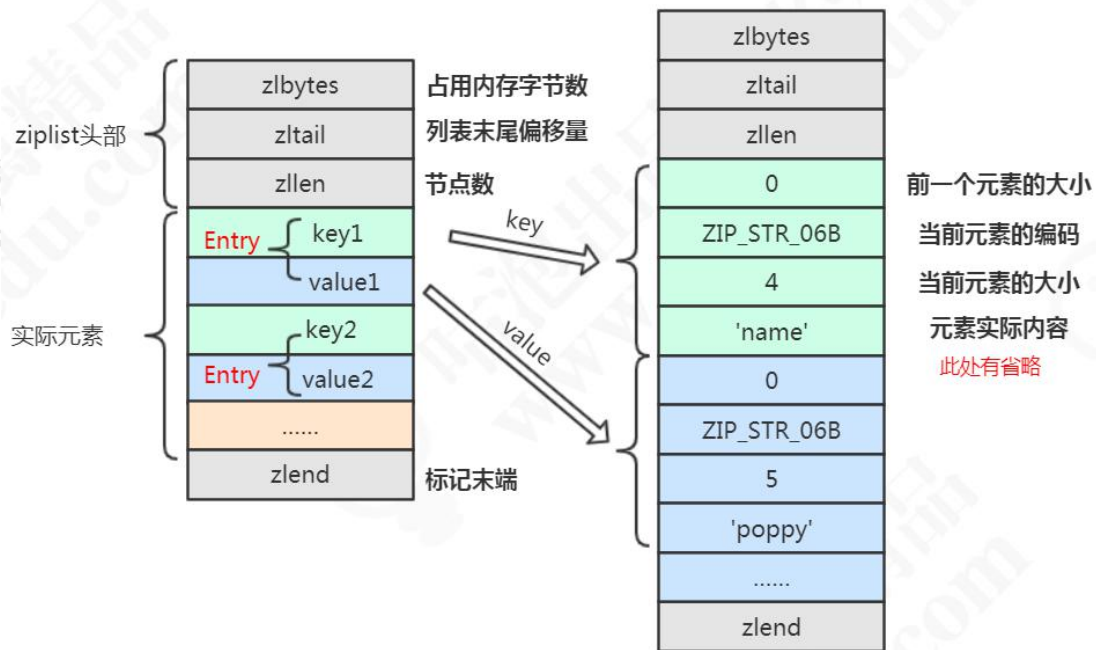 zlbytes
占用内存字节数
zltail
列表末尾偏移量
zllen
节点数
ziplist头部
Entry
key1
value1
key2
Entry
value2
实际元素
......
zlend
标记末端
key
value
zlbytes
zltail
zllen
0
前一个元素的大小
ZIP_STR_06B
当前元素的编码
4
当前元素的大小
'name'
元素实际内容
此处有省略
0
ZIP_STR_06B
5
'poppy'
......
zlend